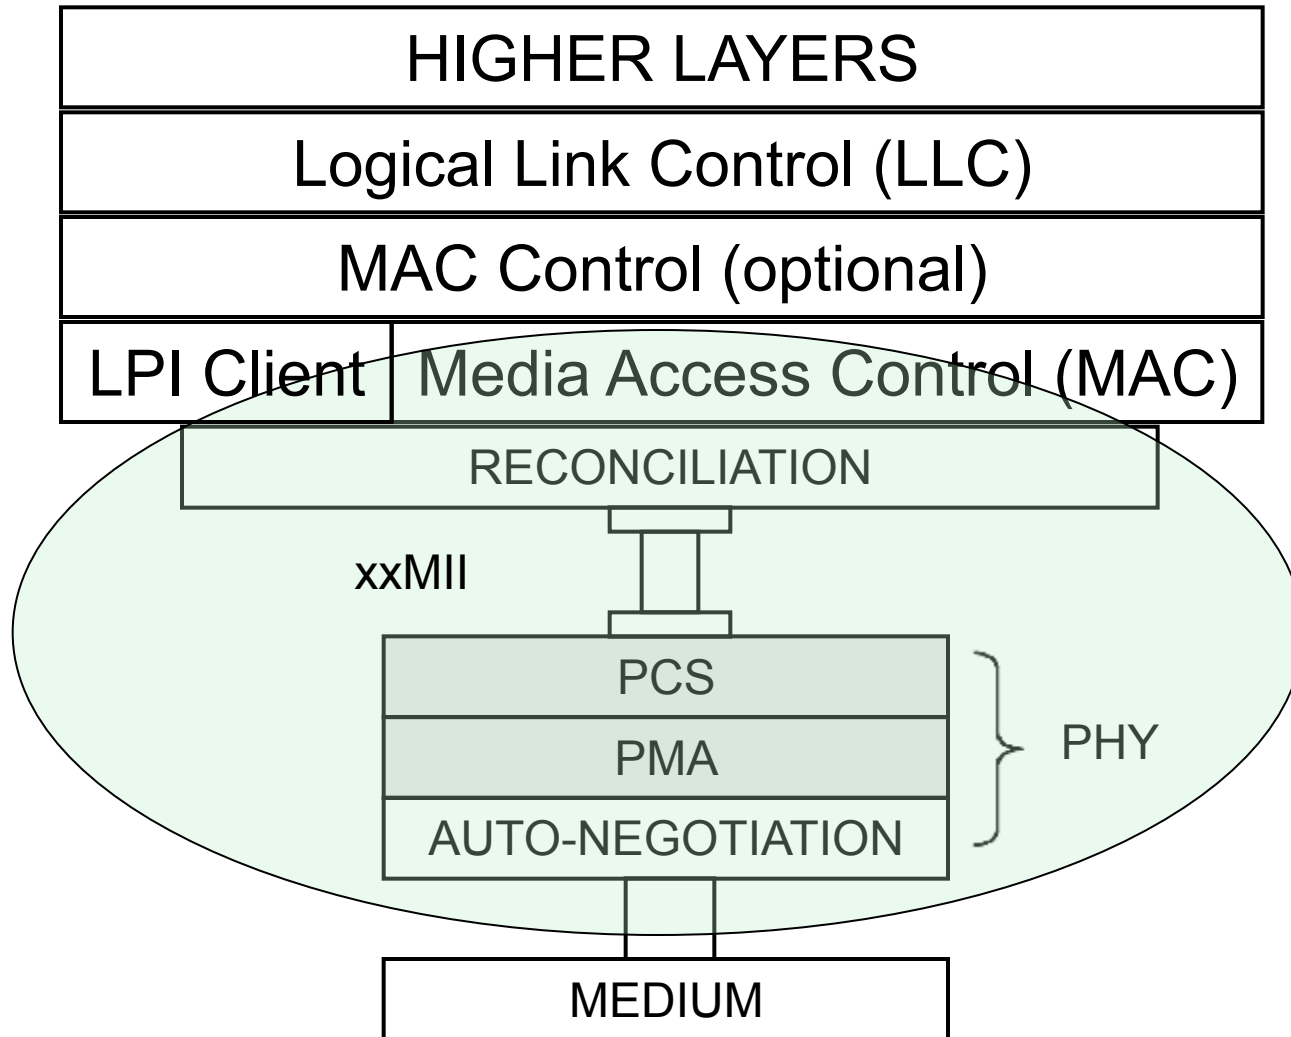 HIGHER LAYERS
Logical Link Control (LLC)
MAC Control (optional)
LPI Client
Media Access Control (MAC)
RECONCILIATION
xxMII
PCS
PMA
AUTO-NEGOTIATION
PHY
MEDIUM